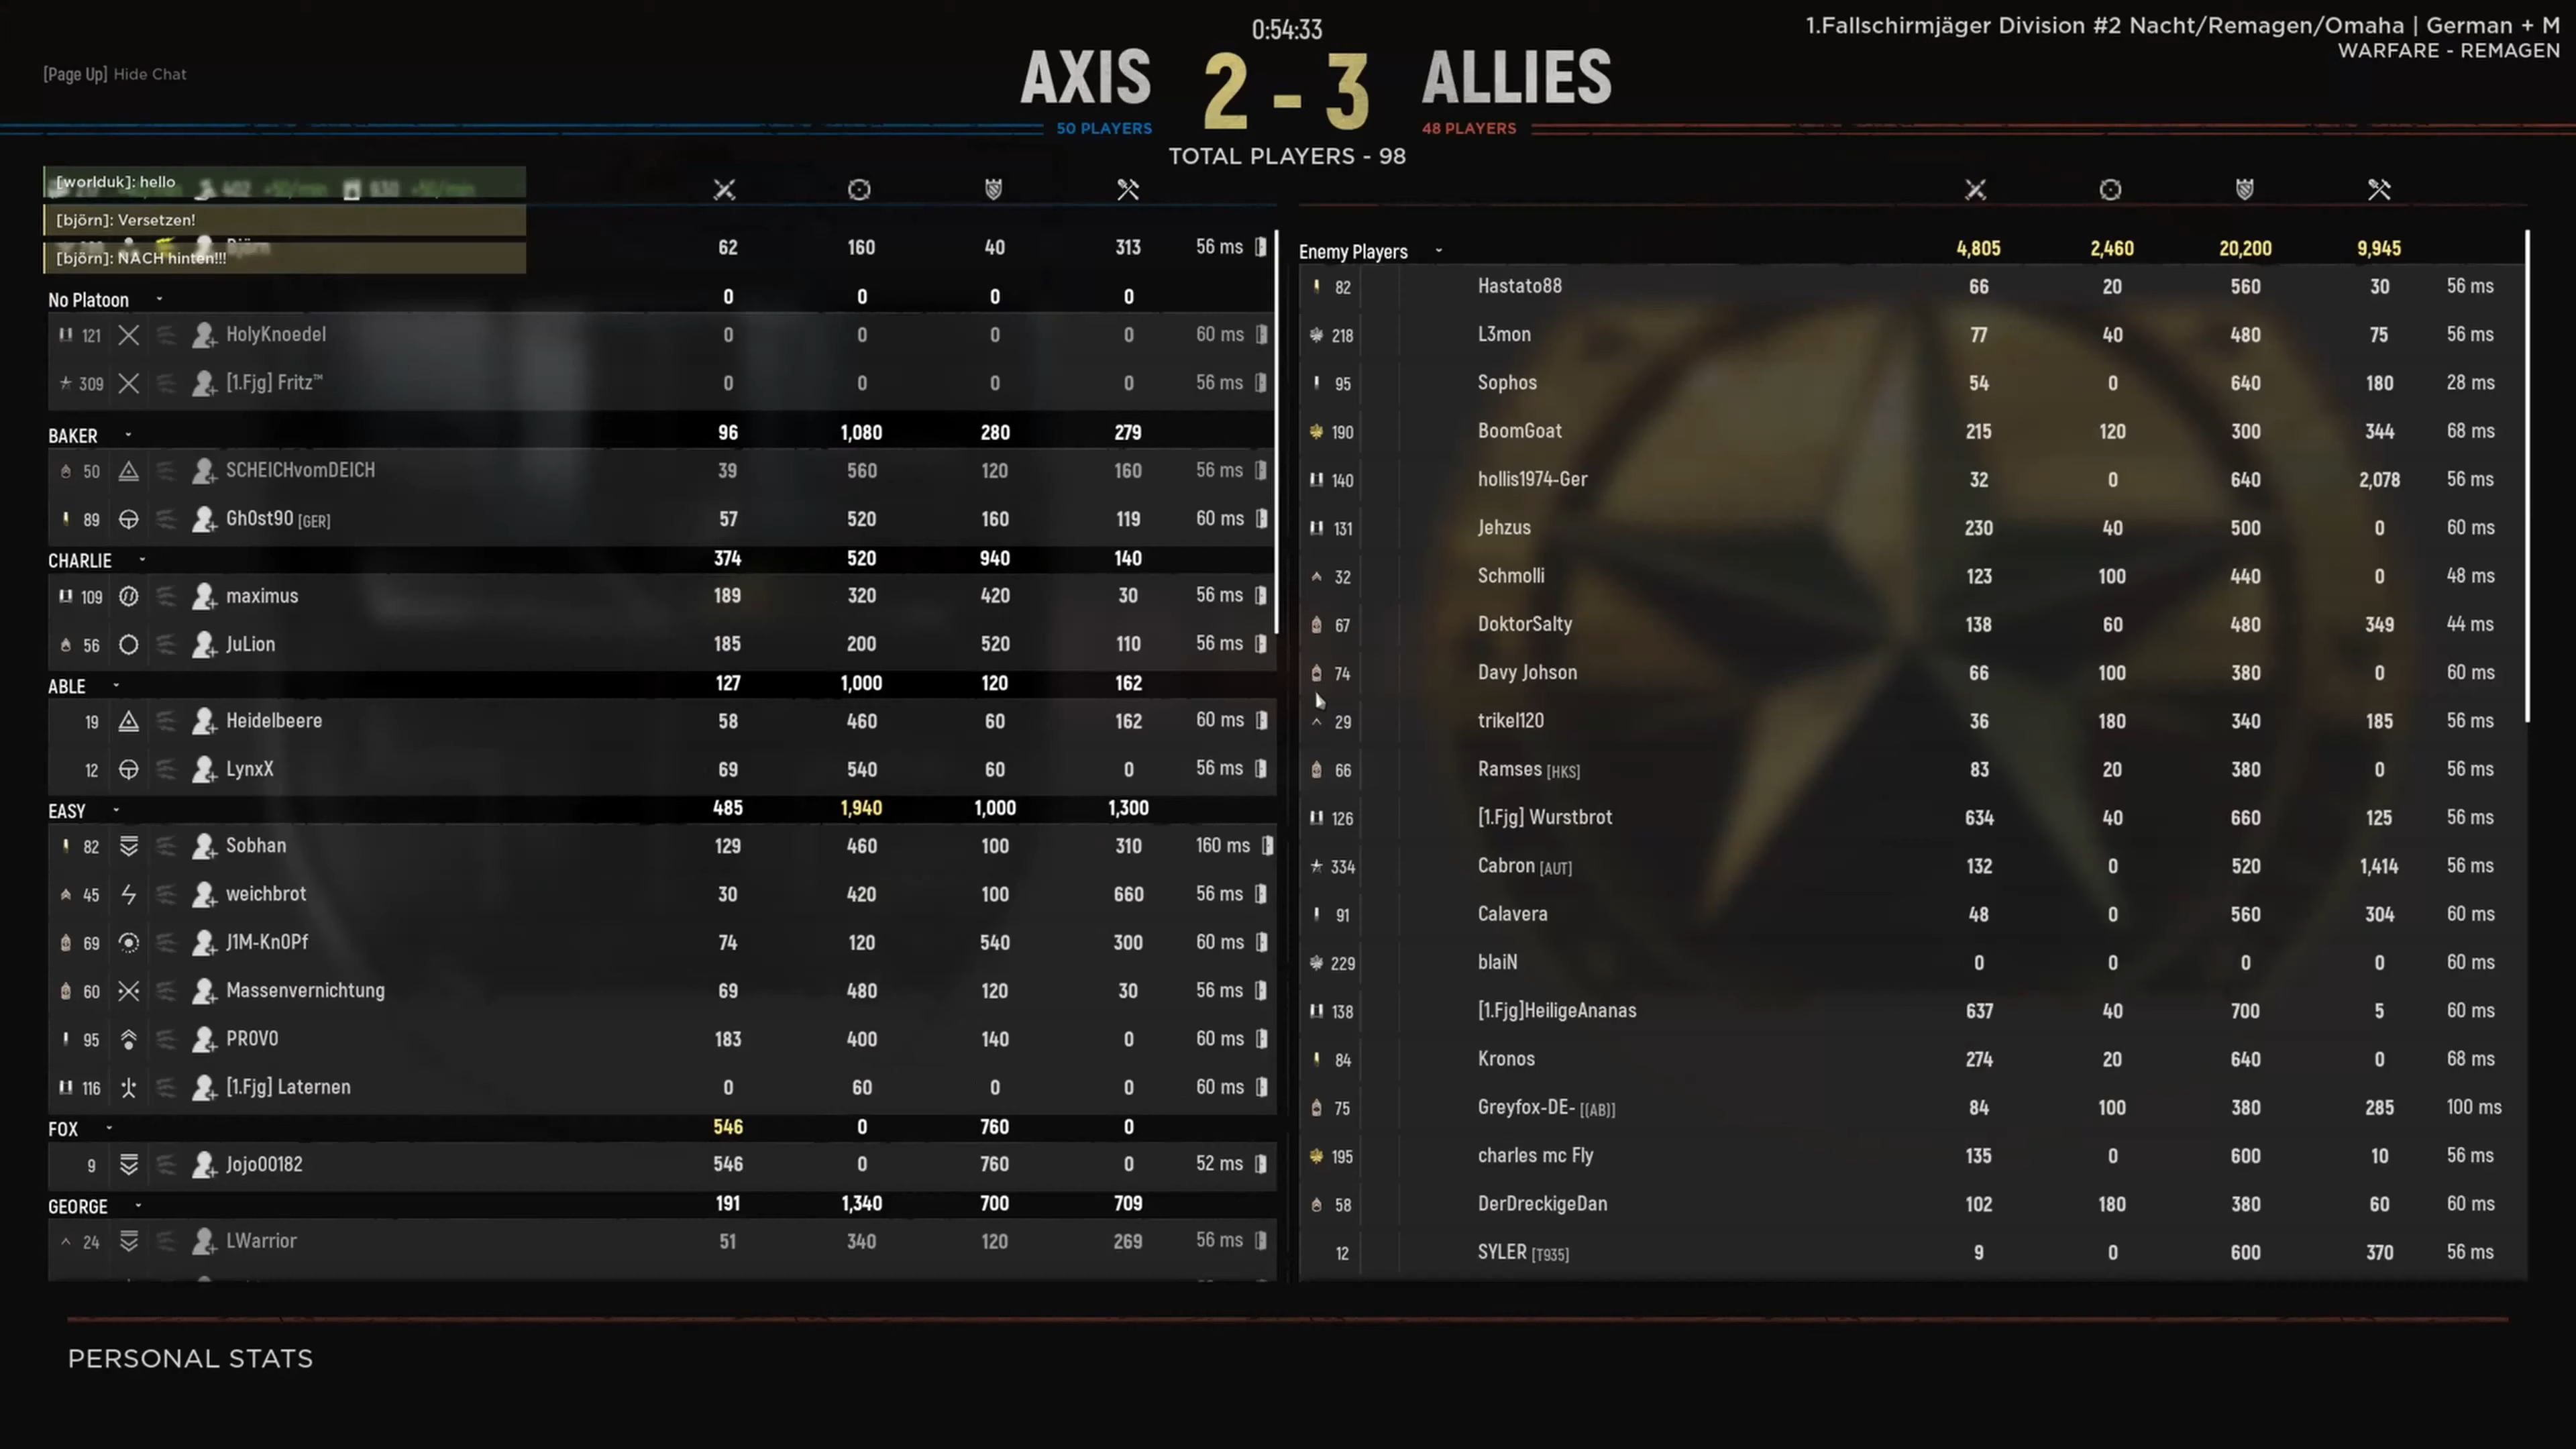 0:54:33
1.Fallschirmjäger Division #2 Nacht/Remagen/Omaha | German + M
WARFARE - REMAGEN
[Page Up] Hide Chat
AXIS 2 - 3 ALLIES
50 PLAYERS
48 PLAYERS
TOTAL PLAYERS - 98
[worlduk]: hello
[björn]: Versetzen!
[björn]: NACH hinten!!!
Björn 62 160 40 313 56 ms
No Platoon 0 0 0 0
121 HolyKnoedel 0 0 0 0 60 ms
309 [1.Fjg] Fritz™ 0 0 0 0 56 ms
BAKER 96 1,080 280 279
50 SCHEICHvomDEICH 39 560 120 160 56 ms
89 Gh0st90 [GER] 57 520 160 119 60 ms
CHARLIE 374 520 940 140
109 maximus 189 320 420 30 56 ms
56 JuLion 185 200 520 110 56 ms
ABLE 127 1,000 120 162
19 Heidelbeere 58 460 60 162 60 ms
12 LynxX 69 540 60 0 56 ms
EASY 485 1,940 1,000 1,300
82 Sobhan 129 460 100 310 160 ms
45 weichbrot 30 420 100 660 56 ms
69 J1M-Kn0Pf 74 120 540 300 60 ms
60 Massenvernichtung 69 480 120 30 56 ms
95 PROVO 183 400 140 0 60 ms
116 [1.Fjg] Laternen 0 60 0 0 60 ms
FOX 546 0 760 0
9 Jojo00182 546 0 760 0 52 ms
GEORGE 191 1,340 700 709
24 LWarrior 51 340 120 269 56 ms
Enemy Players 4,805 2,460 20,200 9,945
82 Hastato88 66 20 560 30 56 ms
218 L3mon 77 40 480 75 56 ms
95 Sophos 54 0 640 180 28 ms
190 BoomGoat 215 120 300 344 68 ms
140 hollis1974-Ger 32 0 640 2,078 56 ms
131 Jehzus 230 40 500 0 60 ms
32 Schmolli 123 100 440 0 48 ms
67 DoktorSalty 138 60 480 349 44 ms
74 Davy Johson 66 100 380 0 60 ms
29 trikel120 36 180 340 185 56 ms
66 Ramses [HKS] 83 20 380 0 56 ms
126 [1.Fjg] Wurstbrot 634 40 660 125 56 ms
334 Cabron [AUT] 132 0 520 1,414 56 ms
91 Calavera 48 0 560 304 60 ms
229 blaiN 0 0 0 0 60 ms
138 [1.Fjg]HeiligeAnanas 637 40 700 5 60 ms
84 Kronos 274 20 640 0 68 ms
75 Greyfox-DE- [(AB)] 84 100 380 285 100 ms
195 charles mc Fly 135 0 600 10 56 ms
58 DerDreckigeDan 102 180 380 60 60 ms
12 SYLER [T935] 9 0 600 370 56 ms
PERSONAL STATS